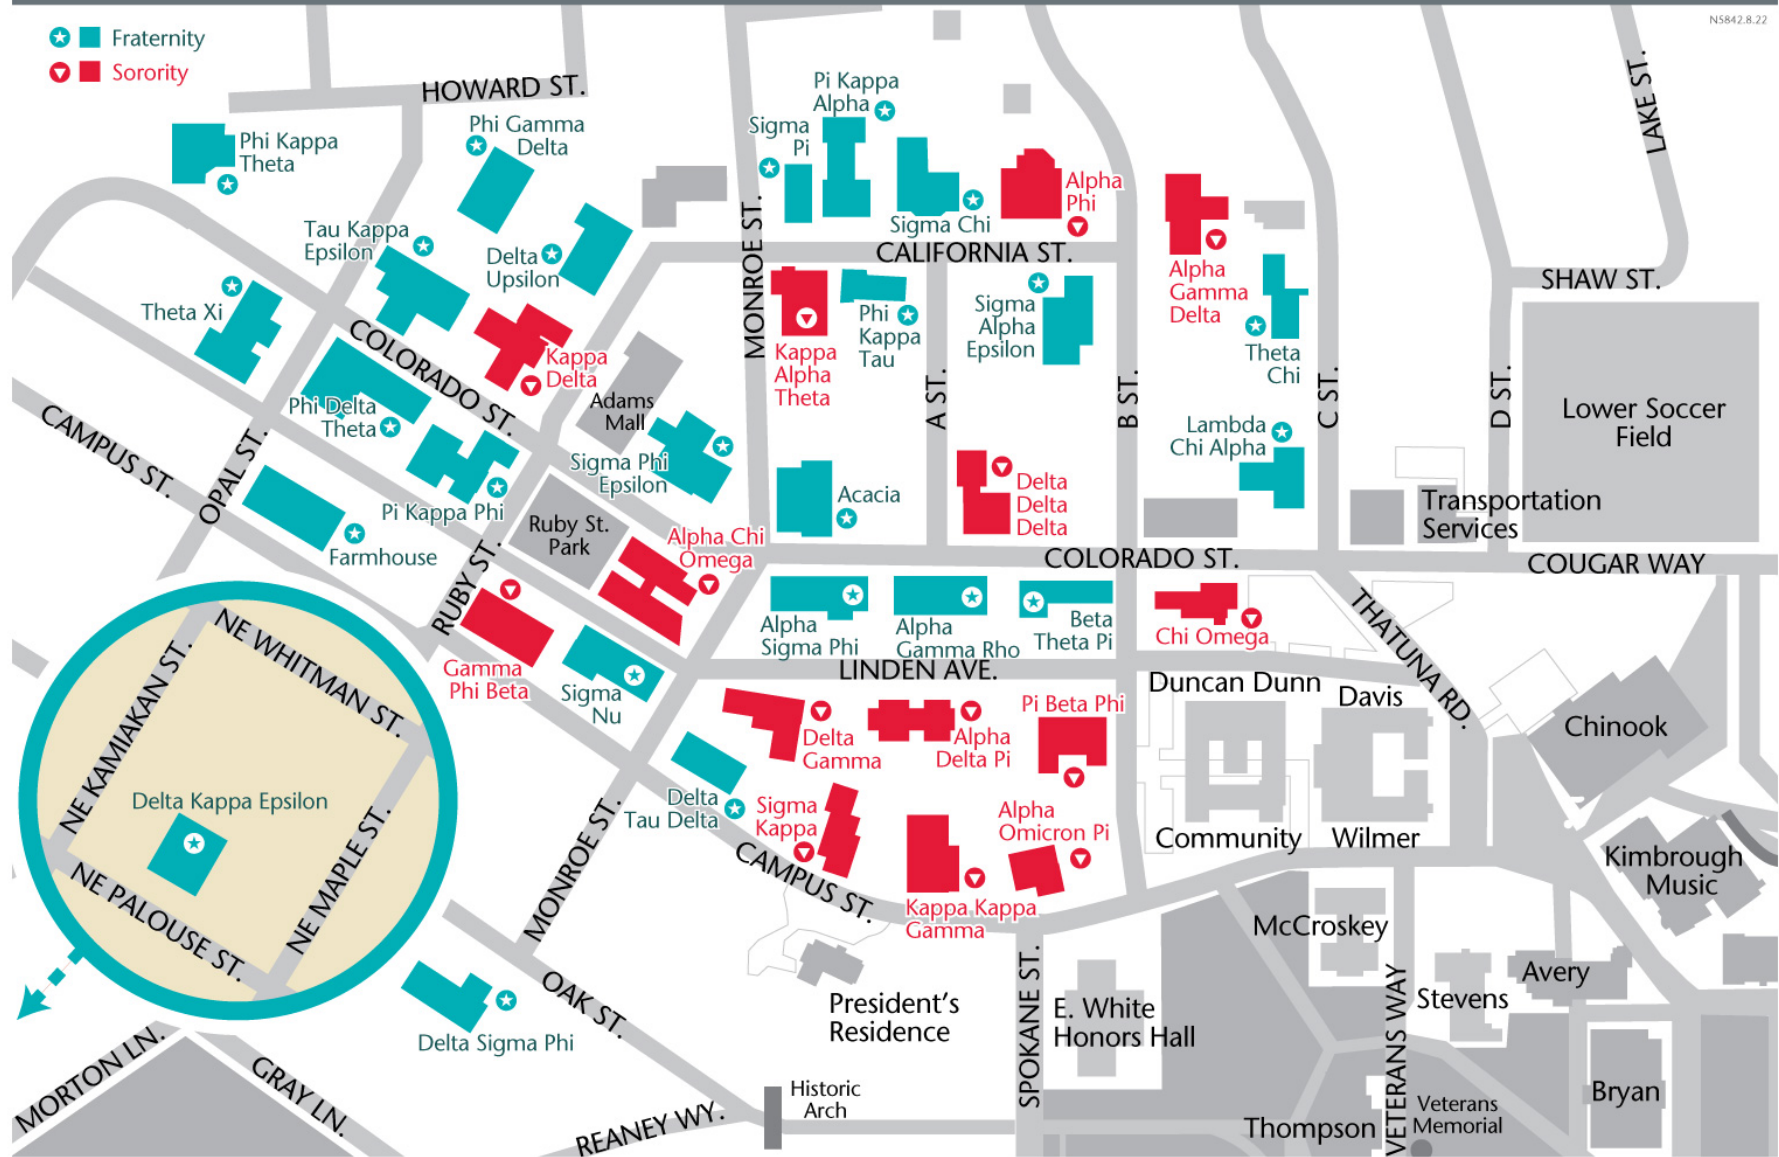 N5842.8.22
Fraternity
Sorority
HOWARD ST.
LAKE ST.
Pi Kappa
Alpha
Phi Gamma
Delta
Sigma
Pi
Phi Kappa
Theta
Alpha
Phi
Sigma Chi
Tau Kappa
Epsilon
MONROE ST.
CALIFORNIA ST.
Delta
Upsilon
Alpha
Gamma
Delta
SHAW ST.
Theta Xi
Sigma
Alpha
Epsilon
Phi
Kappa
Tau
COLORADO ST.
Kappa
Delta
Kappa
Alpha
Theta
Theta
Chi
Adams
Mall
A ST.
B ST.
C ST.
D ST.
Lower Soccer
Field
Phi Delta
Theta
CAMPUS ST.
OPAL ST.
Lambda
Chi Alpha
Sigma Phi
Epsilon
Acacia
Delta
Delta
Delta
Transportation
Services
Pi Kappa Phi
Ruby St.
Park
Farmhouse
Alpha Chi
Omega
COLORADO ST.
COUGAR WAY
RUBY ST.
THATUNA RD.
Alpha
Sigma Phi
Alpha
Gamma Rho
Beta
Theta Pi
Chi Omega
NE WHITMAN ST.
NE KAMIAKAN ST.
Gamma
Phi Beta
LINDEN AVE.
Sigma
Nu
Duncan Dunn
Davis
Pi Beta Phi
Chinook
Delta
Gamma
Alpha
Delta Pi
Delta Kappa Epsilon
Delta
Tau Delta
Sigma
Kappa
Alpha
Omicron Pi
Community
Wilmer
NE MAPLE ST.
MONROE ST.
CAMPUS ST.
Kimbrough
Music
NE PALOUSE ST.
Kappa Kappa
Gamma
McCroskey
Avery
OAK ST.
President's
Residence
SPOKANE ST.
E. White
Honors Hall
Stevens
VETERANS WAY
Delta Sigma Phi
MORTON LN.
GRAY LN.
REANEY WY.
Historic
Arch
Bryan
Thompson
Veterans
Memorial